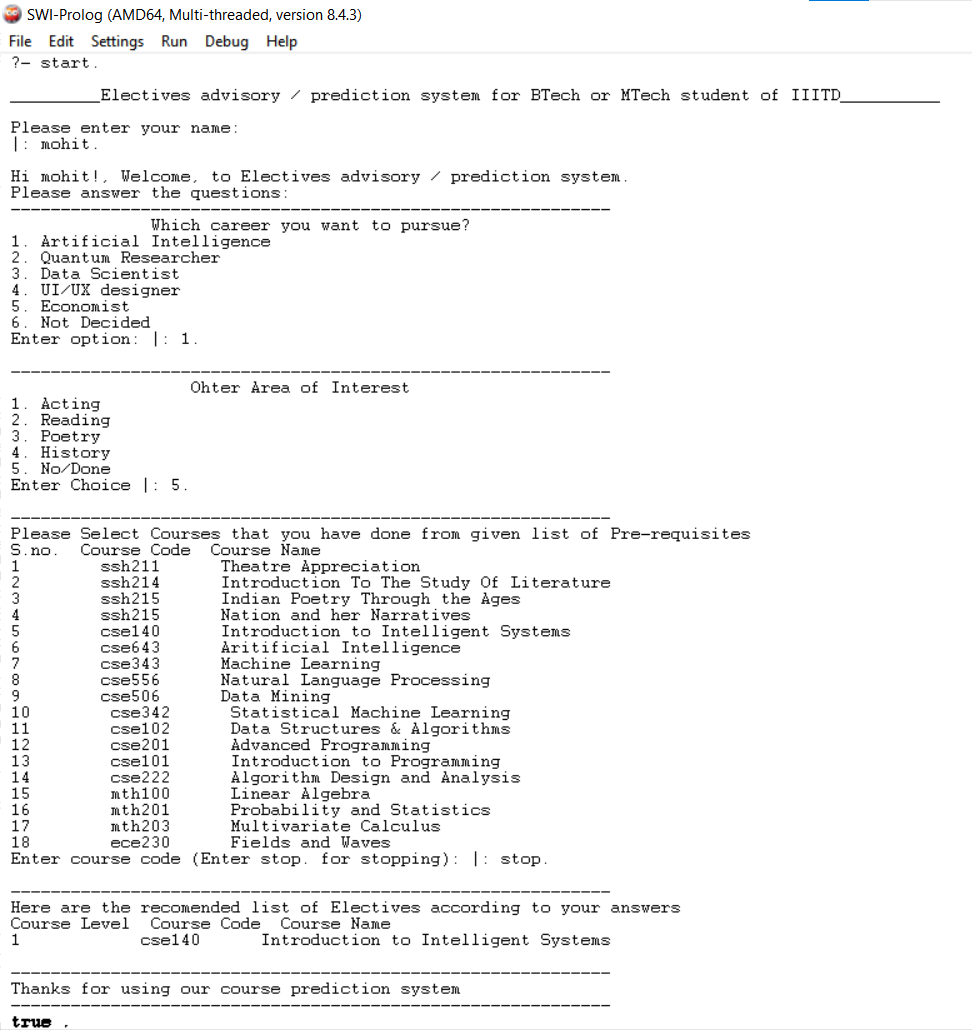 SWI-Prolog (AMD64, Multi-threaded, version 8.4.3)
File Edit Settings Run Debug Help
?- start.
_________Electives advisory / prediction system for BTech or MTech student of IIITD__________
Please enter your name:
|: mohit.
Hi mohit!, Welcome, to Electives advisory / prediction system.
Please answer the questions:
------------------------------------------------------------
Which career you want to pursue?
1. Artificial Intelligence
2. Quantum Researcher
3. Data Scientist
4. UI/UX designer
5. Economist
6. Not Decided
Enter option: |: 1.
------------------------------------------------------------
Ohter Area of Interest
1. Acting
2. Reading
3. Poetry
4. History
5. No/Done
Enter Choice |: 5.
------------------------------------------------------------
Please Select Courses that you have done from given list of Pre-requisites
S.no. Course Code Course Name
1 ssh211 Theatre Appreciation
2 ssh214 Introduction To The Study Of Literature
3 ssh215 Indian Poetry Through the Ages
4 ssh215 Nation and her Narratives
5 cse140 Introduction to Intelligent Systems
6 cse643 Aritificial Intelligence
7 cse343 Machine Learning
8 cse556 Natural Language Processing
9 cse506 Data Mining
10 cse342 Statistical Machine Learning
11 cse102 Data Structures & Algorithms
12 cse201 Advanced Programming
13 cse101 Introduction to Programming
14 cse222 Algorithm Design and Analysis
15 mth100 Linear Algebra
16 mth201 Probability and Statistics
17 mth203 Multivariate Calculus
18 ece230 Fields and Waves
Enter course code (Enter stop. for stopping): |: stop.
------------------------------------------------------------
Here are the recomended list of Electives according to your answers
Course Level Course Code Course Name
1 cse140 Introduction to Intelligent Systems
------------------------------------------------------------
Thanks for using our course prediction system
------------------------------------------------------------
true .